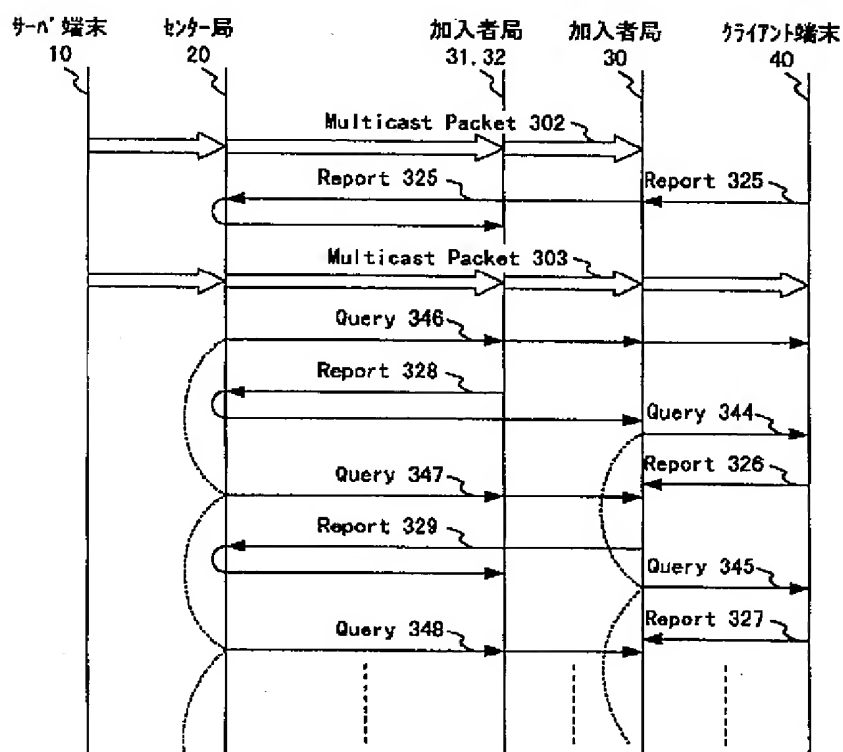 サーバ端末 センター局 加入者局 加入者局 クライアント端末
10 20 31.32 30 40
Multicast Packet 302
Report 325 Report 325
Multicast Packet 303
Query 346
Report 328
Query 344
Report 326
Query 347
Report 329
Query 345
Report 327
Query 348